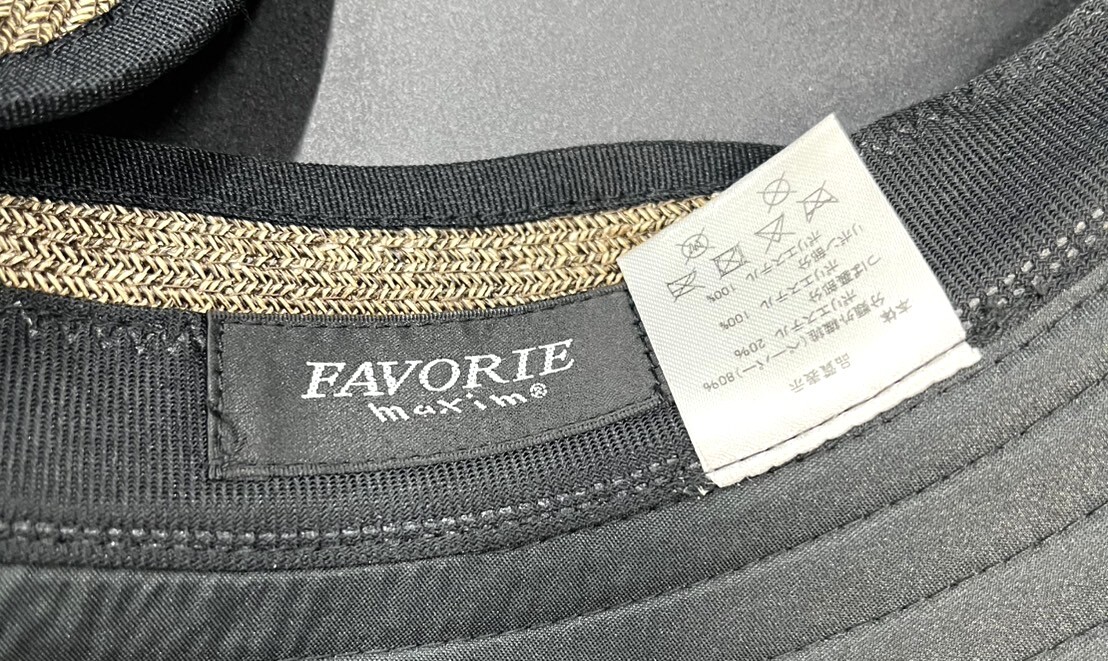 FAVORIE
maxim®
品質表示
本体 分類外繊維(ペーパー)80%
ポリエステル 20%
つば裏部分
ポリエステル 100%
リボン部分
ポリエステル 100%